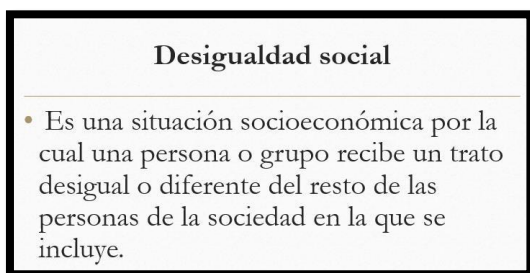 Desigualdad social
• Es una situación socioeconómica por la
cual una persona o grupo recibe un trato
desigual o diferente del resto de las
personas de la sociedad en la que se
incluye.